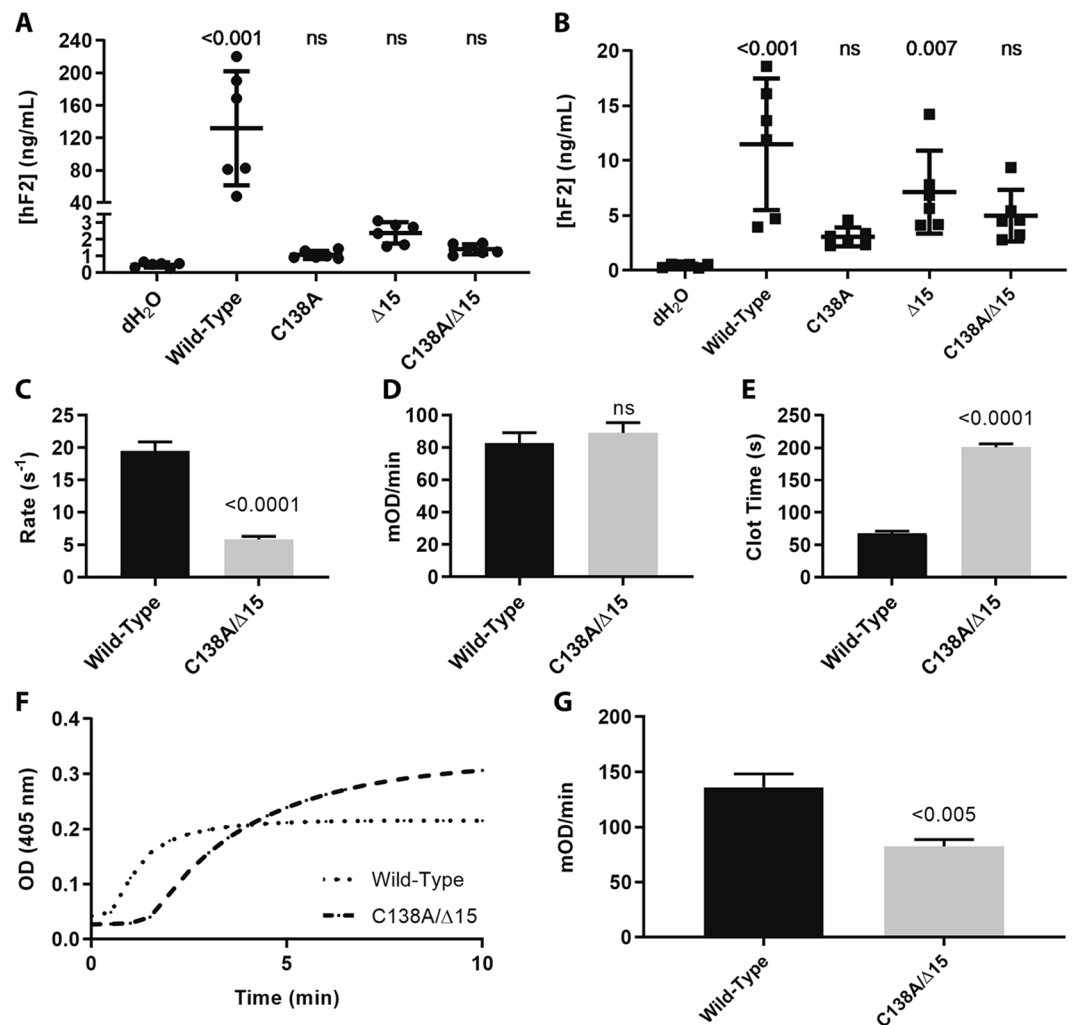 A
<0.001 ns ns ns
240
200
160
120
80
40
3
2
1
0
[hF2] (ng/mL)
dH₂O
Wild-Type
C138A
Δ15
C138A/Δ15
B
<0.001 ns 0.007 ns
20
15
10
5
0
[hF2] (ng/mL)
dH₂O
Wild-Type
C138A
Δ15
C138A/Δ15
C
25
20
15
10
5
0
Rate (s⁻¹)
<0.0001
Wild-Type
C138A/Δ15
D
100
80
60
40
20
0
mOD/min
ns
Wild-Type
C138A/Δ15
E
250
200
150
100
50
0
Clot Time (s)
<0.0001
Wild-Type
C138A/Δ15
F
0.4
0.3
0.2
0.1
0.0
OD (405 nm)
Wild-Type
C138A/Δ15
0 5 10
Time (min)
G
200
150
100
50
0
mOD/min
<0.005
Wild-Type
C138A/Δ15